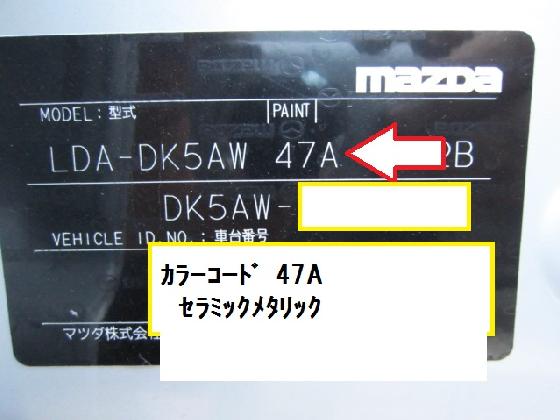 mazda
MODEL : 型式 PAINT
LDA-DK5AW 47A 2B
DK5AW-
VEHICLE ID.NO. : 車台番号
カラーコード 47A
セラミックメタリック
マツダ株式会社